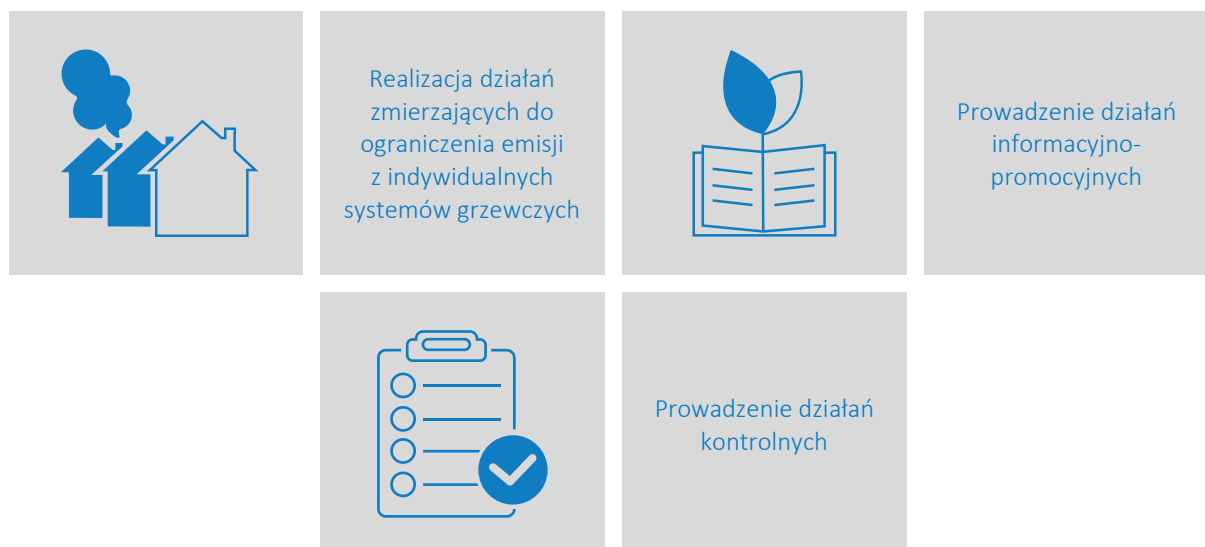 Realizacja działań
zmierzających do
ograniczenia emisji
z indywidualnych
systemów grzewczych
Prowadzenie działań
informacyjno-
promocyjnych
Prowadzenie działań
kontrolnych